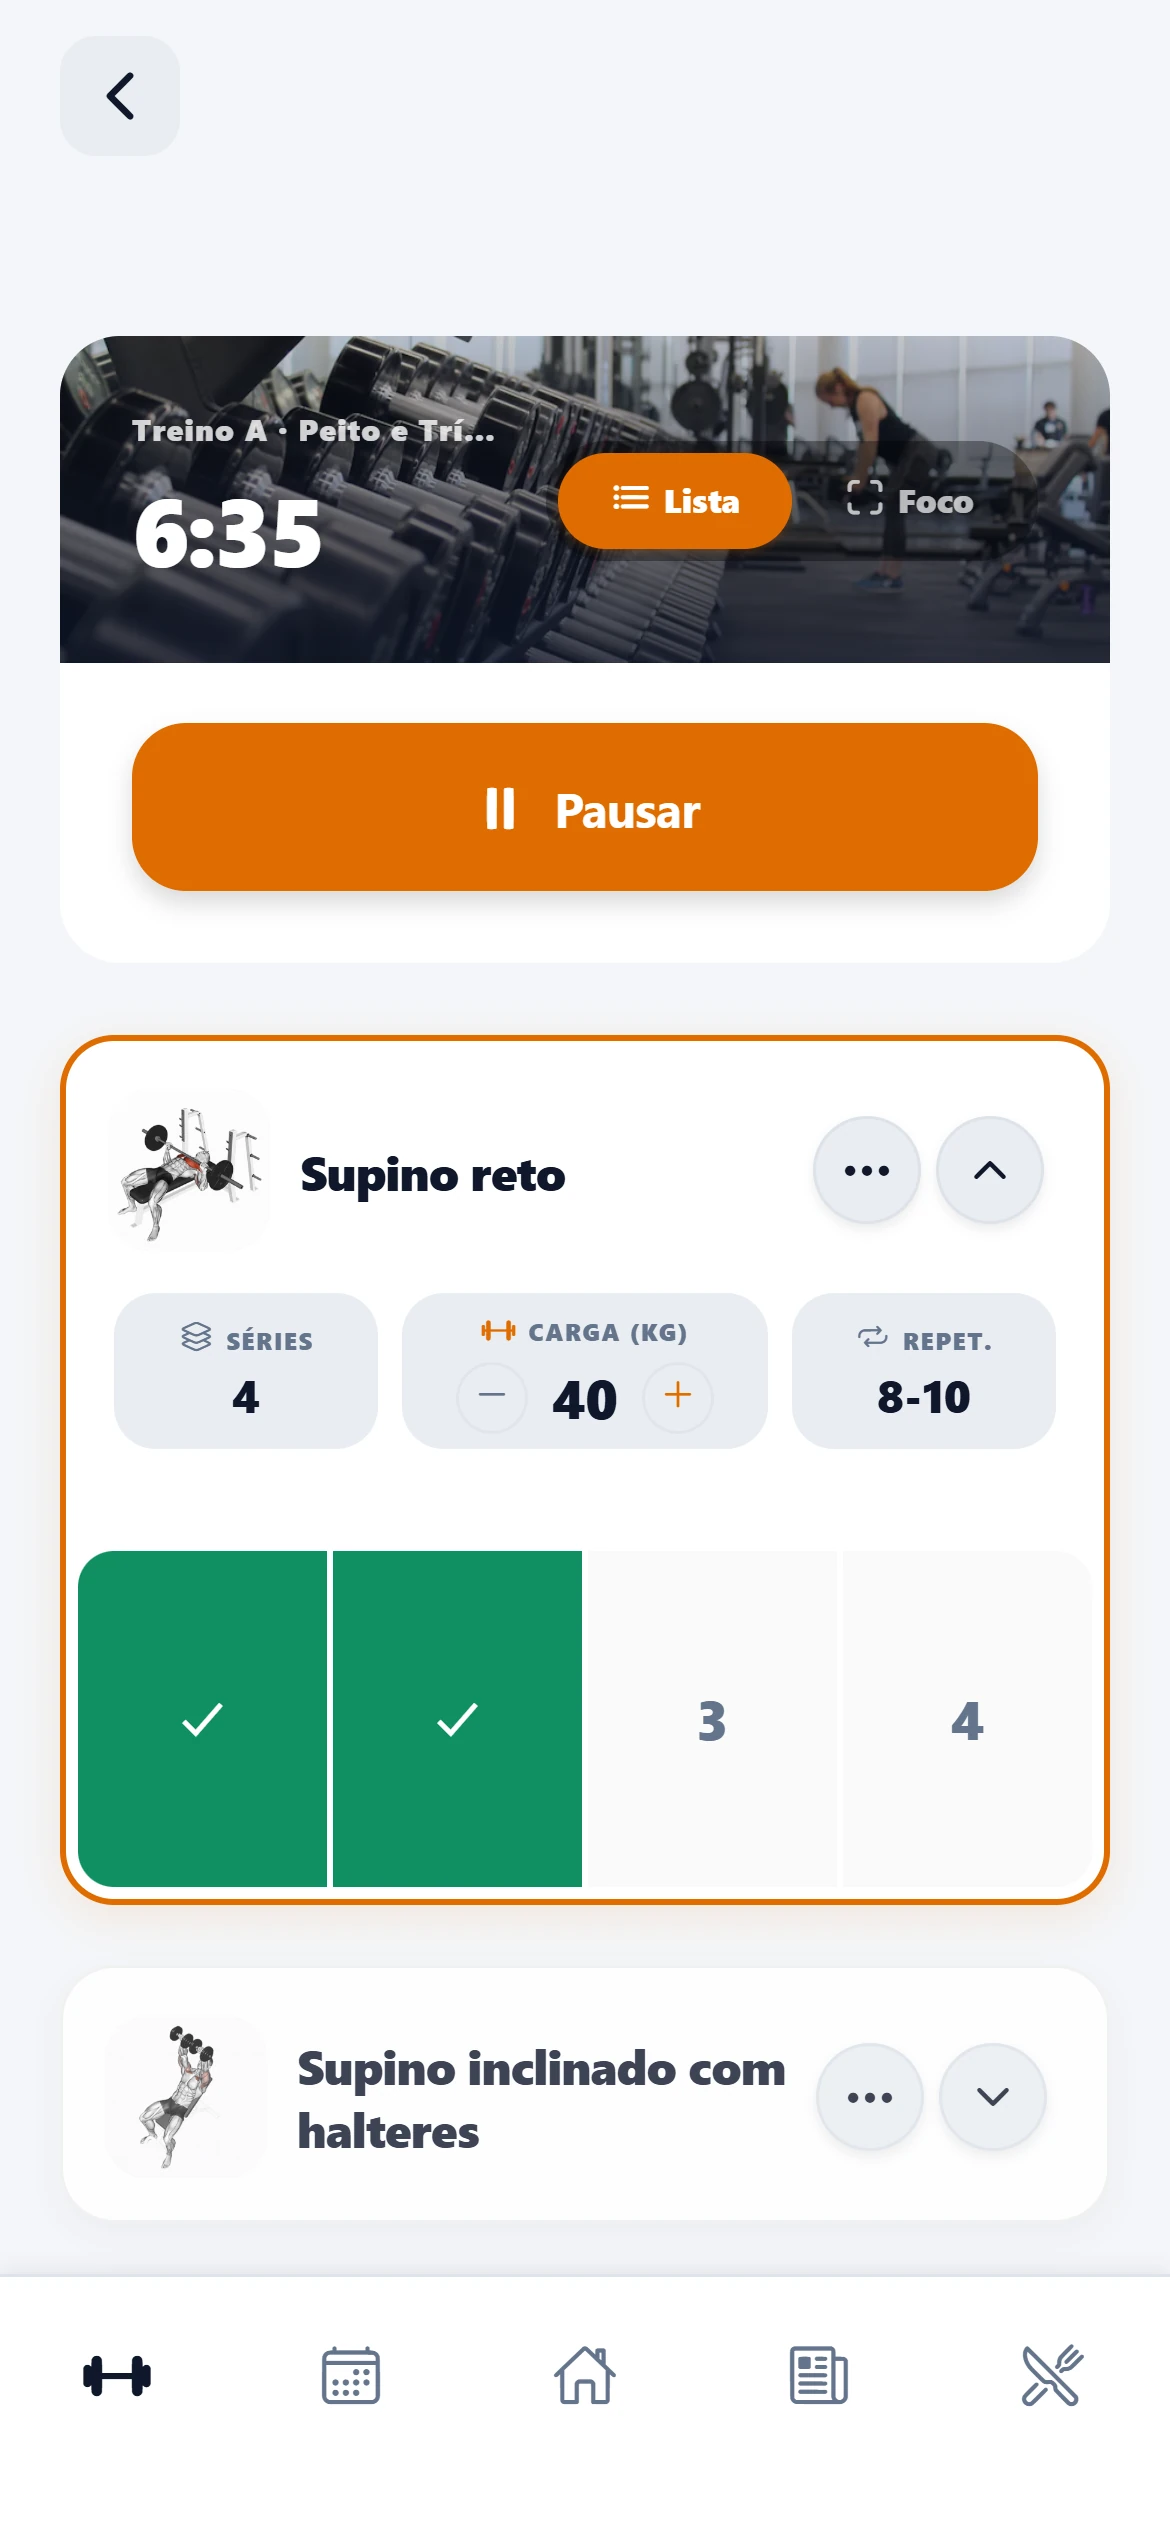 Treino A · Peito e Trí...
6:35
Lista
Foco
Pausar
Supino reto
SÉRIES
4
CARGA (KG)
40
REPET.
8-10
3
4
Supino inclinado com
halteres